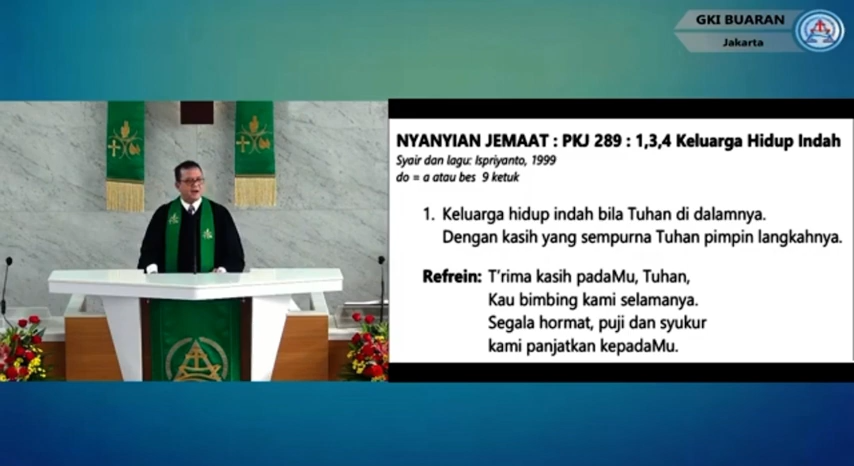 GKI BUARAN
Jakarta
NYANYIAN JEMAAT : PKJ 289 : 1,3,4 Keluarga Hidup Indah
Syair dan lagu: Ispriyanto, 1999
do = a atau bes 9 ketuk
1. Keluarga hidup indah bila Tuhan di dalamnya.
Dengan kasih yang sempurna Tuhan pimpin langkahnya.
Refrein: T'rima kasih padaMu, Tuhan,
Kau bimbing kami selamanya.
Segala hormat, puji dan syukur
kami panjatkan kepadaMu.